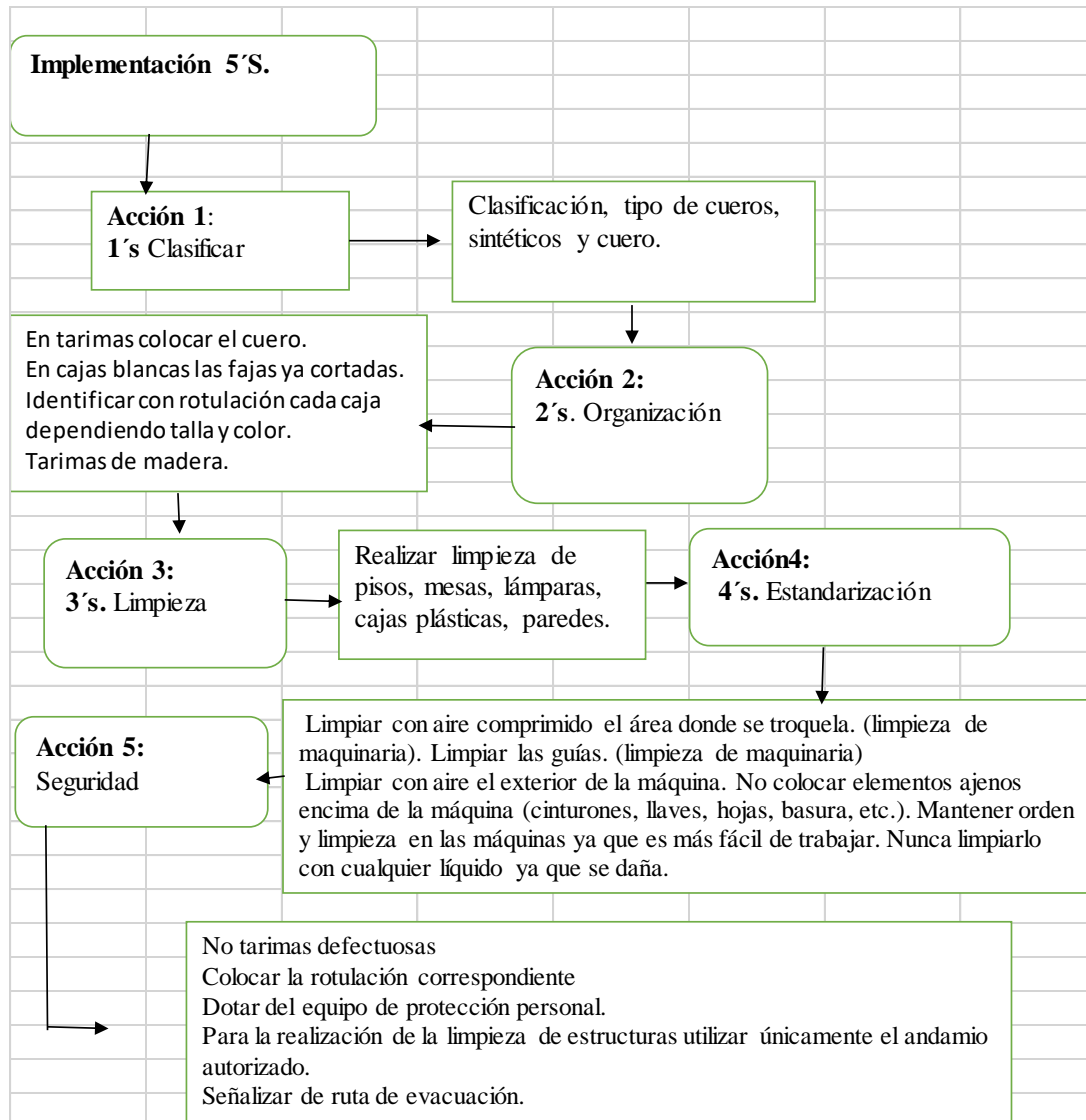 Implementación 5´S.
Acción 1:
1´s Clasificar
Clasificación, tipo de cueros,
sintéticos y cuero.
Acción 2:
2´s. Organización
En tarimas colocar el cuero.
En cajas blancas las fajas ya cortadas.
Identificar con rotulación cada caja
dependiendo talla y color.
Tarimas de madera.
Acción 3:
3´s. Limpieza
Realizar limpieza de
pisos, mesas, lámparas,
cajas plásticas, paredes.
Acción4:
4´s. Estandarización
Limpiar con aire comprimido el área donde se troquela. (limpieza de
maquinaria). Limpiar las guías. (limpieza de maquinaria)
Limpiar con aire el exterior de la máquina. No colocar elementos ajenos
encima de la máquina (cinturones, llaves, hojas, basura, etc.). Mantener orden
y limpieza en las máquinas ya que es más fácil de trabajar. Nunca limpiarlo
con cualquier líquido ya que se daña.
Acción 5:
Seguridad
No tarimas defectuosas
Colocar la rotulación correspondiente
Dotar del equipo de protección personal.
Para la realización de la limpieza de estructuras utilizar únicamente el andamio
autorizado.
Señalizar de ruta de evacuación.